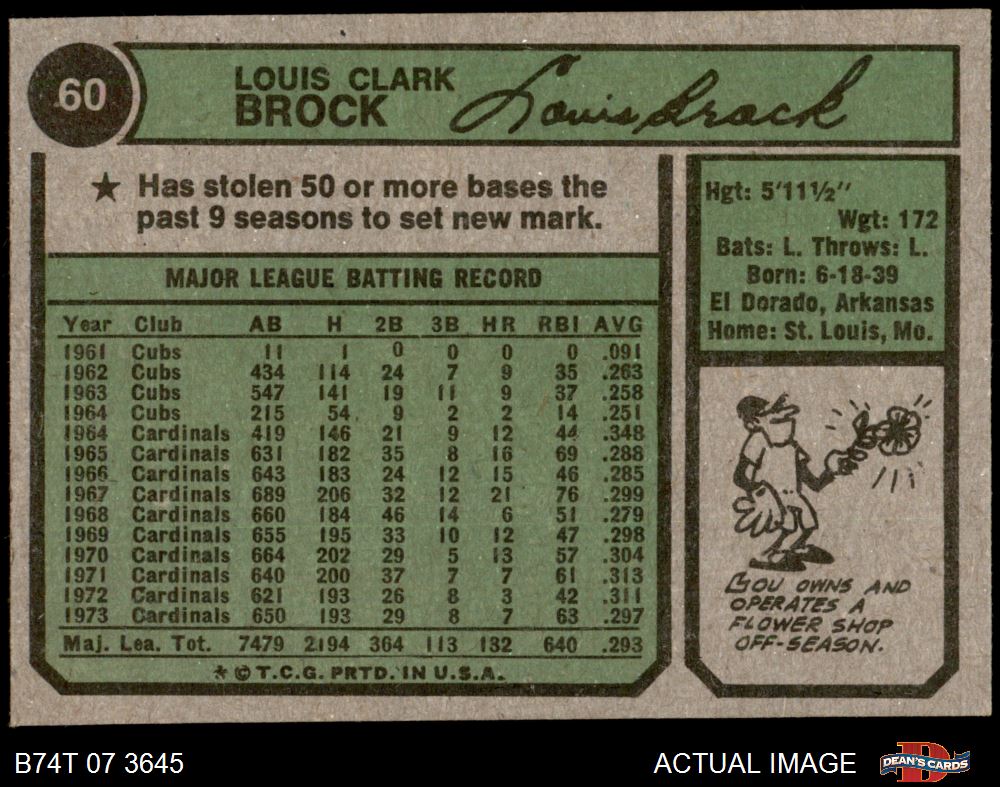 60
LOUIS CLARK
BROCK
Louis Brock
★ Has stolen 50 or more bases the
past 9 seasons to set new mark.
MAJOR LEAGUE BATTING RECORD
Year Club AB H 2B 3B HR RBI AVG
1961 Cubs 11 1 0 0 0 0 .091
1962 Cubs 434 114 24 7 9 35 .263
1963 Cubs 547 141 19 11 9 37 .258
1964 Cubs 215 54 9 2 2 14 .251
1964 Cardinals 419 146 21 9 12 44 .348
1965 Cardinals 631 182 35 8 16 69 .288
1966 Cardinals 643 183 24 12 15 46 .285
1967 Cardinals 689 206 32 12 21 76 .299
1968 Cardinals 660 184 46 14 6 51 .279
1969 Cardinals 655 195 33 10 12 47 .298
1970 Cardinals 664 202 29 5 13 57 .304
1971 Cardinals 640 200 37 7 7 61 .313
1972 Cardinals 621 193 26 8 3 42 .311
1973 Cardinals 650 193 29 8 7 63 .297
Maj. Lea. Tot. 7479 2194 364 113 132 640 .293
* © T.C.G. PRTD. IN U.S.A.
Hgt: 5'11½"
Wgt: 172
Bats: L. Throws: L.
Born: 6-18-39
El Dorado, Arkansas
Home: St. Louis, Mo.
LOU OWNS AND
OPERATES A
FLOWER SHOP
OFF-SEASON.
B74T 07 3645
ACTUAL IMAGE
DEAN'S CARDS